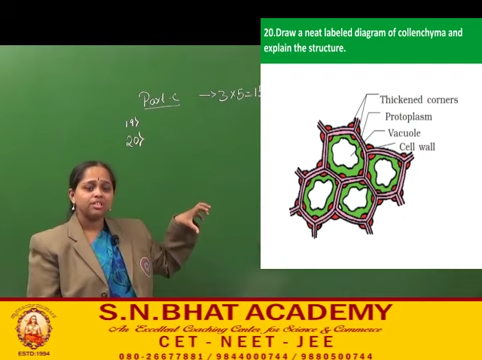 20.Draw a neat labeled diagram of collenchyma and
explain the structure.
Part-C → 3×5=15
19)
20)
Thickened corners
Protoplasm
Vacuole
Cell wall
S.N.BHAT ACADEMY
An Excellent Coaching Center for Science & Commerce
CET - NEET - JEE
080-26677881 / 9844000744 / 9880500744
ESTD:1994